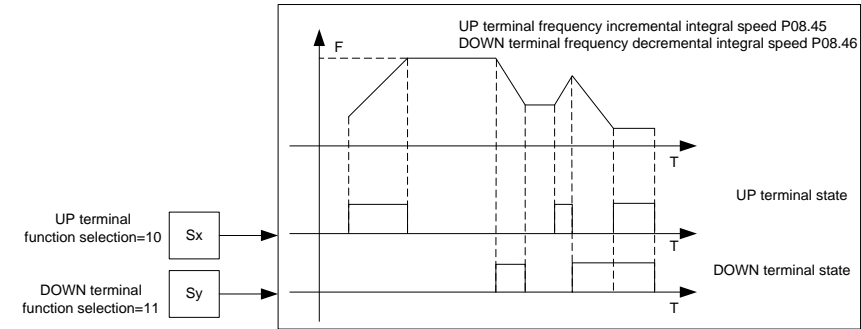 UP terminal frequency incremental integral speed P08.45
DOWN terminal frequency decremental integral speed P08.46
F
T
UP terminal state
UP terminal
function selection=10
Sx
T
DOWN terminal state
DOWN terminal
function selection=11
Sy
T